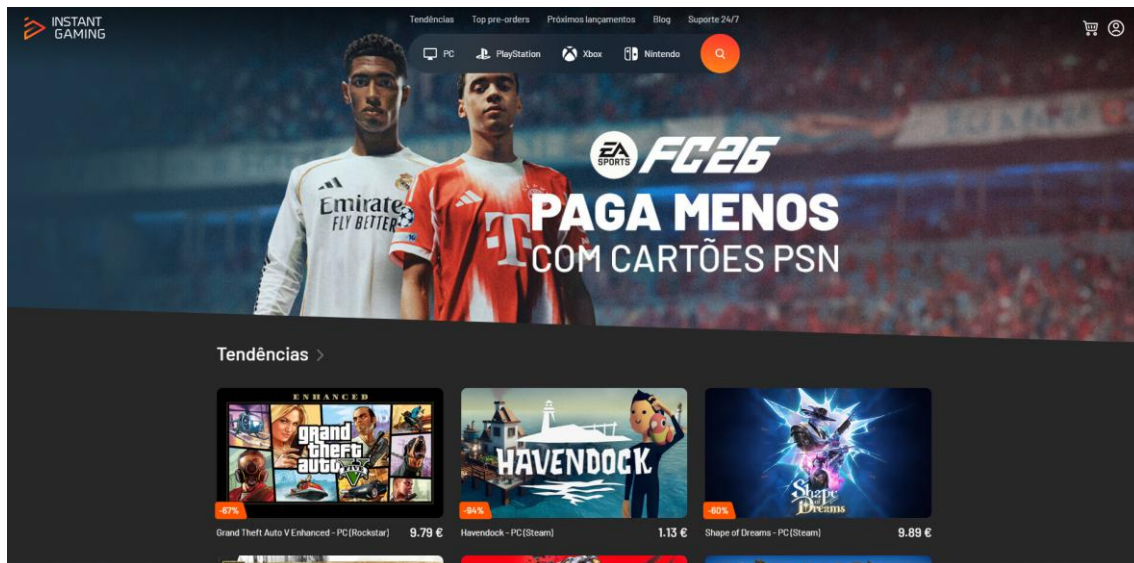 INSTANT
GAMING
Tendências Top pre-orders Próximos lançamentos Blog Suporte 24/7
PC PlayStation Xbox Nintendo
EA
SPORTS
FC26
PAGA MENOS
COM CARTÕES PSN
Emirates
FLY BETTER
T
Tendências >
ENHANCED
grand
theft
auto
FIVE
HAVENDOCK
Shape
of
Dreams
-67%
-94%
-60%
Grand Theft Auto V Enhanced - PC (Rockstar) 9.79 €
Havendock - PC (Steam) 1.13 €
Shape of Dreams - PC (Steam) 9.89 €